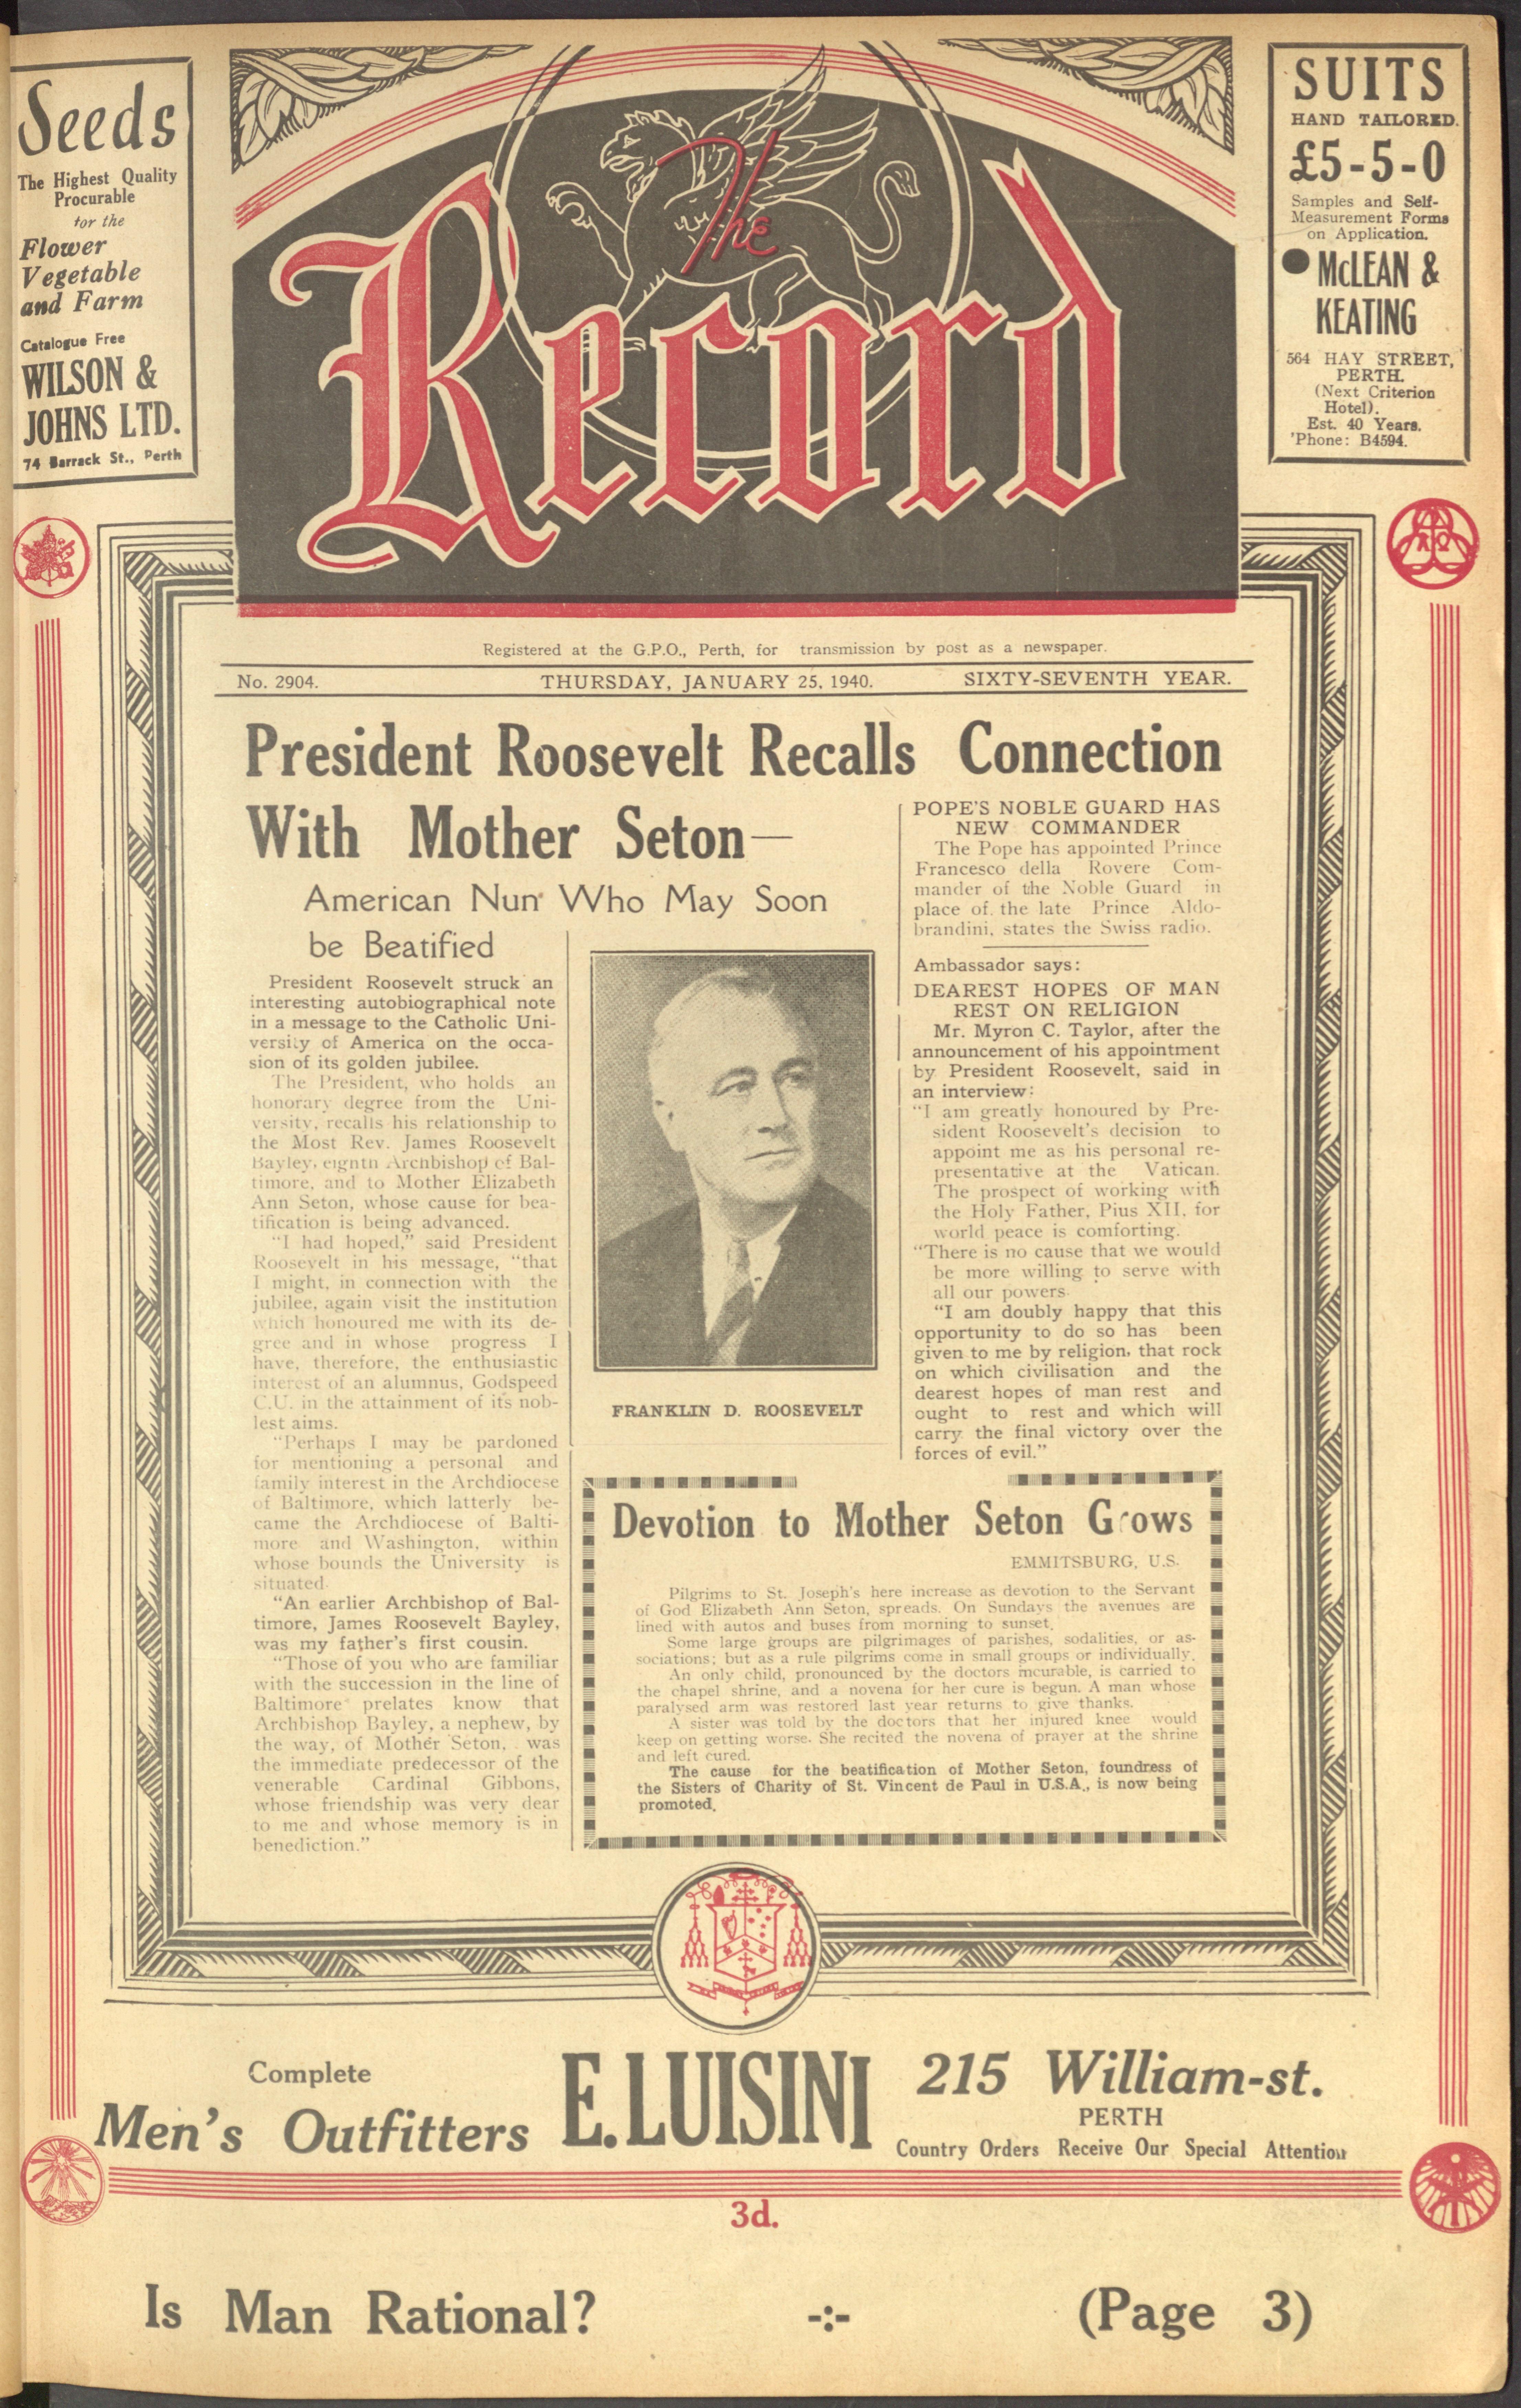 Seeds
The Highest Quality
Procurable
for the
Flower
Vegetable
and Farm
Catalogue Free
WILSON &
JOHNS LTD.
74 Barrack St., Perth
The
Record
SUITS
HAND TAILORED.
£5-5-0
Samples and Self-
Measurement Forms
on Application.
McLEAN &
KEATING
564 HAY STREET,
PERTH.
(Next Criterion
Hotel).
Est. 40 Years.
'Phone: B4594.
Registered at the G.P.O., Perth, for transmission by post as a newspaper.
No. 2904. THURSDAY, JANUARY 25, 1940. SIXTY-SEVENTH YEAR.
President Roosevelt Recalls Connection
With Mother Seton—
American Nun Who May Soon
be Beatified
President Roosevelt struck an
interesting autobiographical note
in a message to the Catholic Uni-
versity of America on the occa-
sion of its golden jubilee.
The President, who holds an
honorary degree from the Uni-
versity, recalls his relationship to
the Most Rev. James Roosevelt
Bayley, eighth Archbishop of Bal-
timore, and to Mother Elizabeth
Ann Seton, whose cause for bea-
tification is being advanced.
"I had hoped," said President
Roosevelt in his message, "that
I might, in connection with the
jubilee, again visit the institution
which honoured me with its de-
gree and in whose progress I
have, therefore, the enthusiastic
interest of an alumnus, Godspeed
C.U. in the attainment of its nob-
lest aims.
"Perhaps I may be pardoned
for mentioning a personal and
family interest in the Archdiocese
of Baltimore, which latterly be-
came the Archdiocese of Balti-
more and Washington, within
whose bounds the University is
situated.
"An earlier Archbishop of Bal-
timore, James Roosevelt Bayley,
was my father's first cousin.
"Those of you who are familiar
with the succession in the line of
Baltimore prelates know that
Archbishop Bayley, a nephew, by
the way, of Mother Seton, was
the immediate predecessor of the
venerable Cardinal Gibbons,
whose friendship was very dear
to me and whose memory is in
benediction."
FRANKLIN D. ROOSEVELT
POPE'S NOBLE GUARD HAS
NEW COMMANDER
The Pope has appointed Prince
Francesco della Rovere Com-
mander of the Noble Guard in
place of the late Prince Aldo-
brandini, states the Swiss radio.
Ambassador says:
DEAREST HOPES OF MAN
REST ON RELIGION
Mr. Myron C. Taylor, after the
announcement of his appointment
by President Roosevelt, said in
an interview:
"I am greatly honoured by Pre-
sident Roosevelt's decision to
appoint me as his personal re-
presentative at the Vatican.
The prospect of working with
the Holy Father, Pius XII, for
world peace is comforting.
"There is no cause that we would
be more willing to serve with
all our powers.
"I am doubly happy that this
opportunity to do so has been
given to me by religion, that rock
on which civilisation and the
dearest hopes of man rest and
ought to rest and which will
carry the final victory over the
forces of evil."
Devotion to Mother Seton Grows
EMMITSBURG, U.S.
Pilgrims to St. Joseph's here increase as devotion to the Servant
of God Elizabeth Ann Seton, spreads. On Sundays the avenues are
lined with autos and buses from morning to sunset.
Some large groups are pilgrimages of parishes, sodalities, or as-
sociations; but as a rule pilgrims come in small groups or individually.
An only child, pronounced by the doctors incurable, is carried to
the chapel shrine, and a novena for her cure is begun. A man whose
paralysed arm was restored last year returns to give thanks.
A sister was told by the doctors that her injured knee would
keep on getting worse. She recited the novena of prayer at the shrine
and left cured.
The cause for the beatification of Mother Seton, foundress of
the Sisters of Charity of St. Vincent de Paul in U.S.A., is now being
promoted.
Complete
Men's Outfitters
E. LUISINI
215 William-st.
PERTH
Country Orders Receive Our Special Attention
3d.
Is Man Rational? -:- (Page 3)